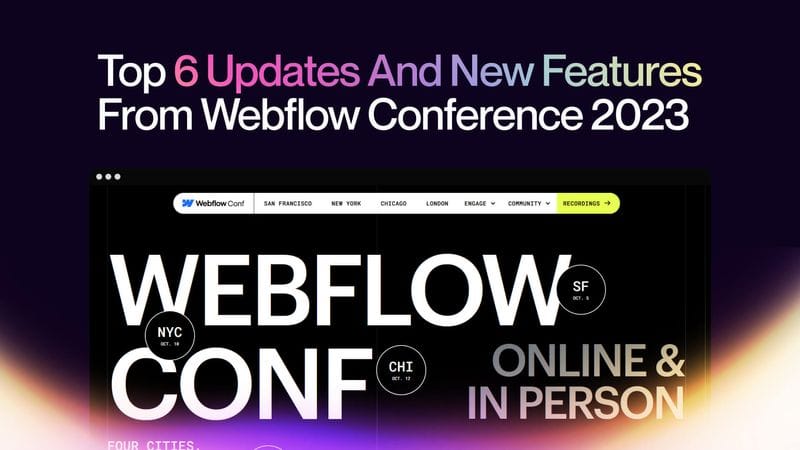 Top 6 Updates And New Features
From Webflow Conference 2023
Webflow Conf
SAN FRANCISCO
NEW YORK
CHICAGO
LONDON
ENGAGE
COMMUNITY
RECORDINGS →
WEBFLOW
SF
OCT. 5
NYC
OCT. 10
CONF
CHI
OCT. 12
ONLINE &
IN PERSON
FOUR CITIES.